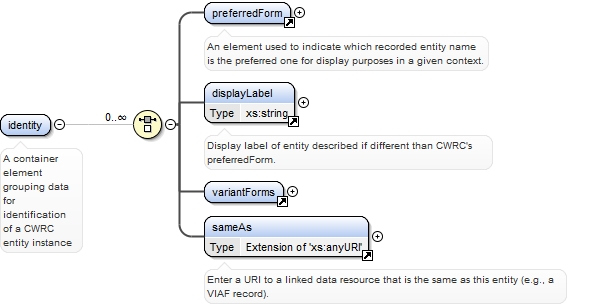 preferredForm
An element used to indicate which recorded entity name
is the preferred one for display purposes in a given context.
displayLabel
Type xs:string
Display label of entity described if different than CWRC's
preferredForm.
identity
0..∞
A container
element
grouping data
for
identification
of a CWRC
entity instance
variantForms
sameAs
Type Extension of 'xs:anyURI'
Enter a URI to a linked data resource that is the same as this entity (e.g., a
VIAF record).